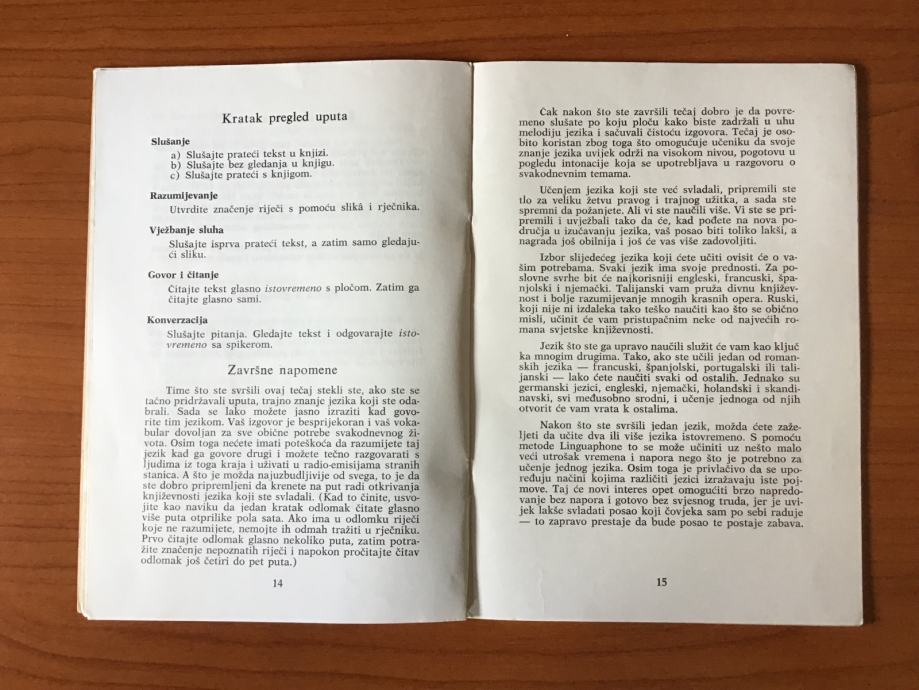 Kratak pregled uputa
Slušanje
a) Slušajte prateći tekst u knjizi.
b) Slušajte bez gledanja u knjigu.
c) Slušajte prateći s knjigom.
Razumijevanje
Utvrdite značenje riječi s pomoću slikâ i rječnika.
Vježbanje sluha
Slušajte isprva prateći tekst, a zatim samo gledaju-
ći sliku.
Govor i čitanje
Čitajte tekst glasno istovremeno s pločom. Zatim ga
čitajte glasno sami.
Konverzacija
Slušajte pitanja. Gledajte tekst i odgovarajte isto-
vremeno sa spikerom.
Završne napomene
Time što ste svršili ovaj tečaj stekli ste, ako ste se
tačno pridržavali uputa, trajno znanje jezika koji ste oda-
brali. Sada se lako možete jasno izraziti kad govo-
rite tim jezikom. Vaš izgovor je besprijekoran i vaš voka-
bular dovoljan za sve obične potrebe svakodnevnog ži-
vota. Osim toga nećete imati poteškoća da razumijete taj
jezik kad ga govore drugi i možete tečno razgovarati s
ljudima iz toga kraja i uživati u radio-emisijama stranih
stanica. A što je možda najuzbudljivije od svega, to je da
ste dobro pripremljeni da krenete na put radi otkrivanja
književnosti jezika koji ste svladali. (Kad to činite, usvo-
jite kao naviku da jedan kratak odlomak čitate glasno
više puta otprilike pola sata. Ako ima u odlomku riječi
koje ne razumijete, nemojte ih odmah tražiti u rječniku.
Prvo čitajte odlomak glasno nekoliko puta, zatim potra-
žite značenje nepoznatih riječi i napokon pročitajte čitav
odlomak još četiri do pet puta.)
14
Čak nakon što ste završili tečaj dobro je da povre-
meno slušate po koju ploču kako biste zadržali u uhu
melodiju jezika i sačuvali čistoću izgovora. Tečaj je oso-
bito koristan zbog toga što omogućuje učeniku da svoje
znanje jezika uvijek održi na visokom nivou, pogotovu u
pogledu intonacije koja se upotrebljava u razgovoru o
svakodnevnim temama.
Učenjem jezika koji ste već svladali, pripremili ste
tlo za veliku žetvu pravog i trajnog užitka, a sada ste
spremni da požanjete. Ali vi ste naučili više. Vi ste se pri-
premili i uvježbali tako da će, kad pođete na nova po-
dručja u izučavanju jezika, vaš posao biti toliko lakši, a
nagrada još obilnija i još će vas više zadovoljiti.
Izbor slijedećeg jezika koji ćete učiti ovisit će o va-
šim potrebama. Svaki jezik ima svoje prednosti. Za po-
slovne svrhe bit će najkorisniji engleski, francuski, špa-
njolski i njemački. Talijanski vam pruža divnu književ-
nost i bolje razumijevanje mnogih krasnih opera. Ruski,
koji nije ni izdaleka tako teško naučiti kao što se obično
misli, učinit će vam pristupačnim neke od najvećih ro-
mana svjetske književnosti.
Jezik što ste ga upravo naučili služit će vam kao ključ
ka mnogim drugima. Tako, ako ste učili jedan od roman-
skih jezika — francuski, španjolski, portugalski ili tali-
janski — lako ćete naučiti svaki od ostalih. Jednako su
germanski jezici, engleski, njemački, holandski i skandi-
navski, svi međusobno srodni, i učenje jednoga od njih
otvorit će vam vrata k ostalima.
Nakon što ste svršili jedan jezik, možda ćete zaže-
ljeti da učite dva ili više jezika istovremeno. S pomoću
metode Linguaphone to se može učiniti uz nešto malo
veći utrošak vremena i napora nego što je potrebno za
učenje jednog jezika. Osim toga je privlačivo da se upo-
ređuju načini kojima različiti jezici izražavaju iste poj-
move. Taj će novi interes opet omogućiti brzo napredo-
vanje bez napora i gotovo bez svjesnog truda, jer je uvi-
jek lakše svladati posao koji čovjeka sam po sebi raduje
— to zapravo prestaje da bude posao te postaje zabava.
15